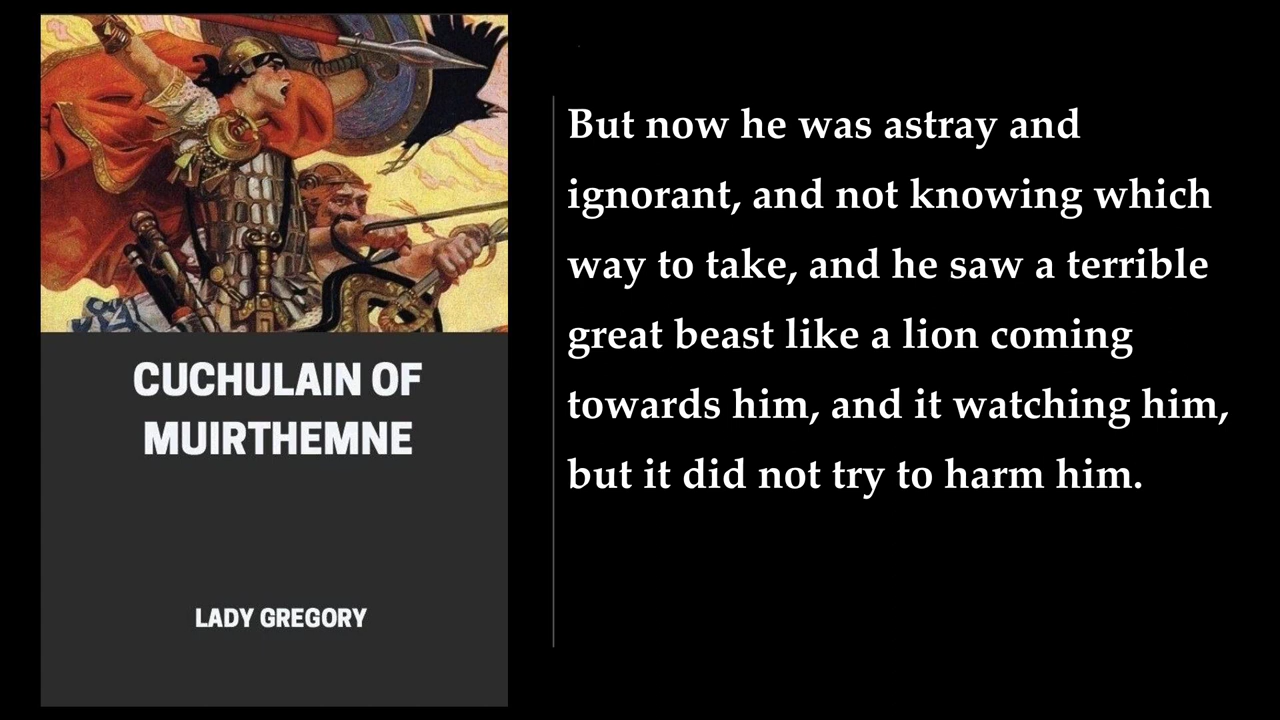 CUCHULAIN OF
MUIRTHEMNE
LADY GREGORY
But now he was astray and
ignorant, and not knowing which
way to take, and he saw a terrible
great beast like a lion coming
towards him, and it watching him,
but it did not try to harm him.